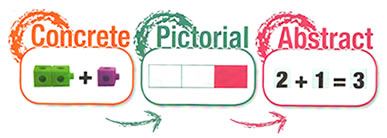 Concrete
Pictorial
Abstract
+
2 + 1 = 3